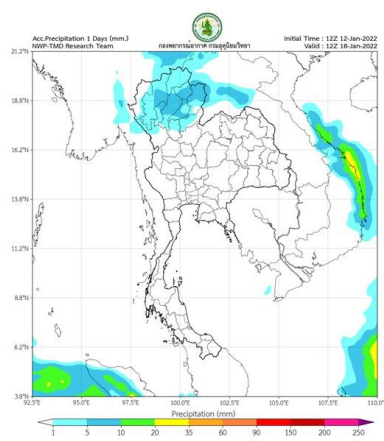 Acc.Precipitation 1 Days (mm.)
NWP-TMD Research Team
กองพยากรณ์อากาศ กรมอุตุนิยมวิทยา
Initial Time : 12Z 12-Jan-2022
Valid : 12Z 18-Jan-2022
21.2°N
18.8°N
16.2°N
13.8°N
11.2°N
8.8°N
6.2°N
3.8°N
92.5°E 95.0°E 97.5°E 100.0°E 102.5°E 105.0°E 107.5°E 110.0°E
Precipitation (mm)
1 5 10 20 35 60 90 150 200 250